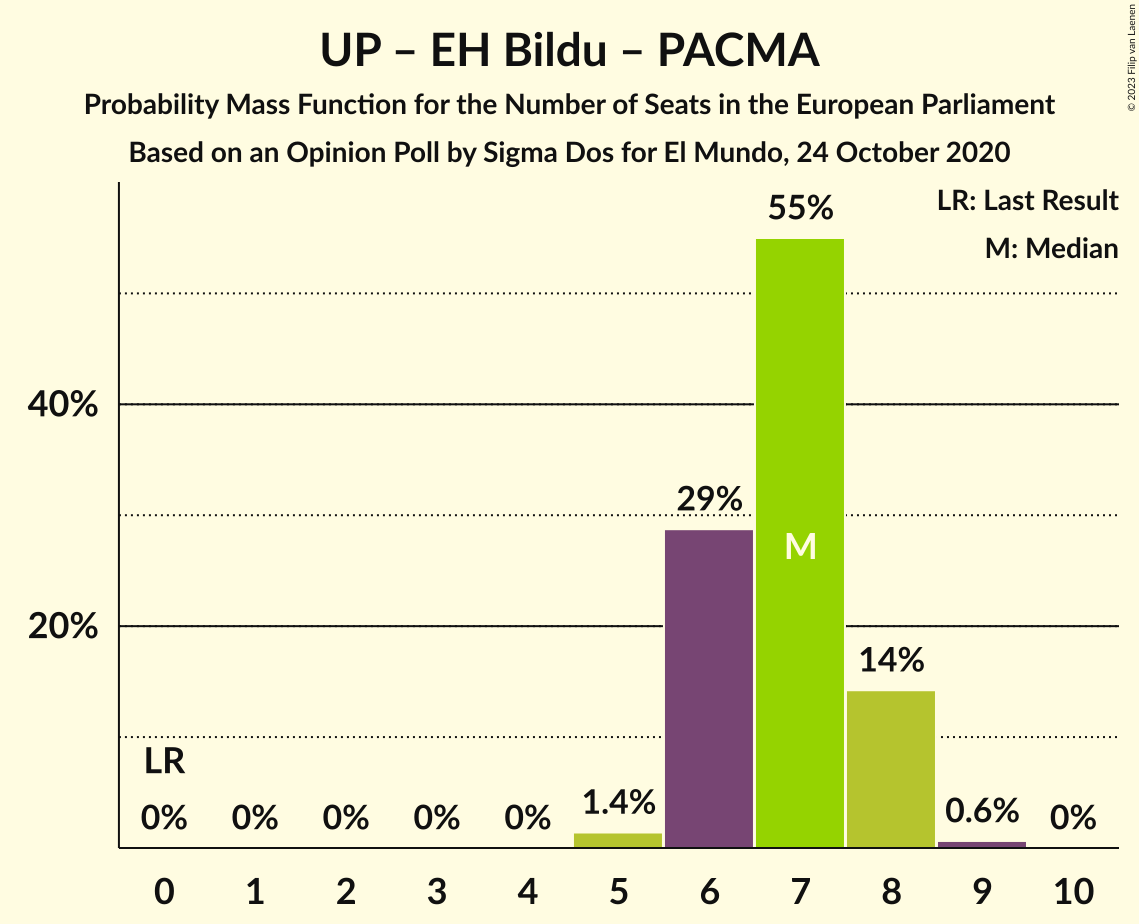 UP – EH Bildu – PACMA
Probability Mass Function for the Number of Seats in the European Parliament
Based on an Opinion Poll by Sigma Dos for El Mundo, 24 October 2020
© 2023 Filip van Laenen
LR: Last Result
M: Median
55%
40%
29%
M
20%
14%
LR
0% 0% 0% 0% 0% 1.4% 0.6% 0%
0 1 2 3 4 5 6 7 8 9 10